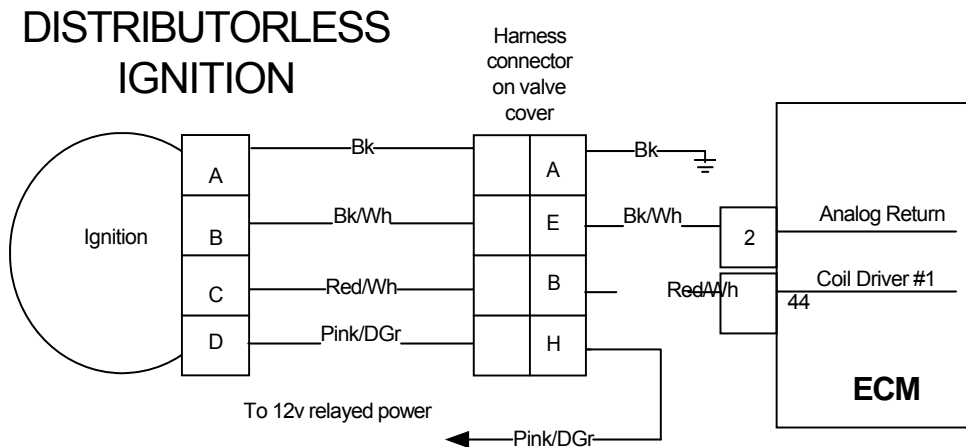 DISTRIBUTORLESS
IGNITION
Harness
connector
on valve
cover
Ignition
A
Bk
A
Bk
B
Bk/Wh
E
Bk/Wh
2
Analog Return
C
Red/Wh
B
Red/Wh
44
Coil Driver #1
D
Pink/DGr
H
ECM
To 12v relayed power
Pink/DGr